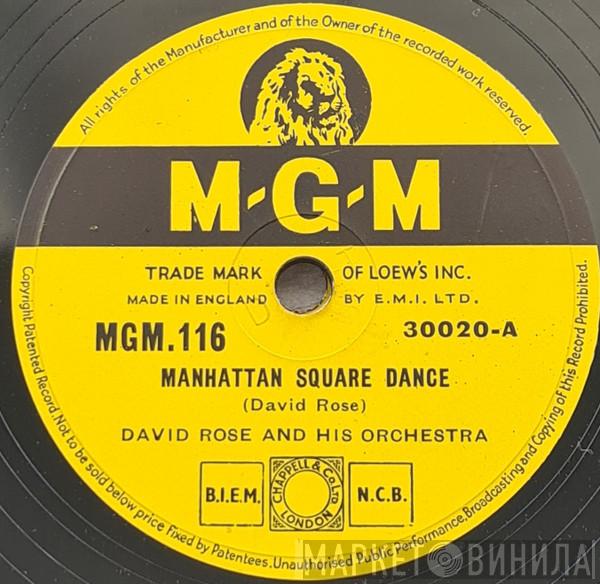 All rights of the Manufacturer and of the Owner of the recorded work reserved.
M-G-M
TRADE MARK OF LOEW'S INC.
MADE IN ENGLAND BY E.M.I. LTD.
MGM.116 30020-A
MANHATTAN SQUARE DANCE
(David Rose)
DAVID ROSE AND HIS ORCHESTRA
B.I.E.M. CHAPPELL & Co. LTD LONDON N.C.B.
Copyright Patented Record. Not to be sold below price fixed by Patentees. Unauthorised Public Performance, Broadcasting and Copying of this Record Prohibited.
МАРКЕТ ВИНИЛА